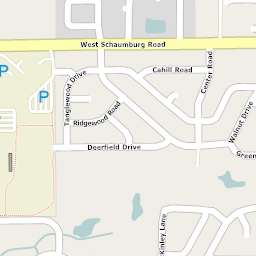 West Schaumburg Road
Cahill Road
Tanglewood Drive
Center Road
P
P
Ridgewood Road
Walnut Drive
Deerfield Drive
Green
Kinley Lane